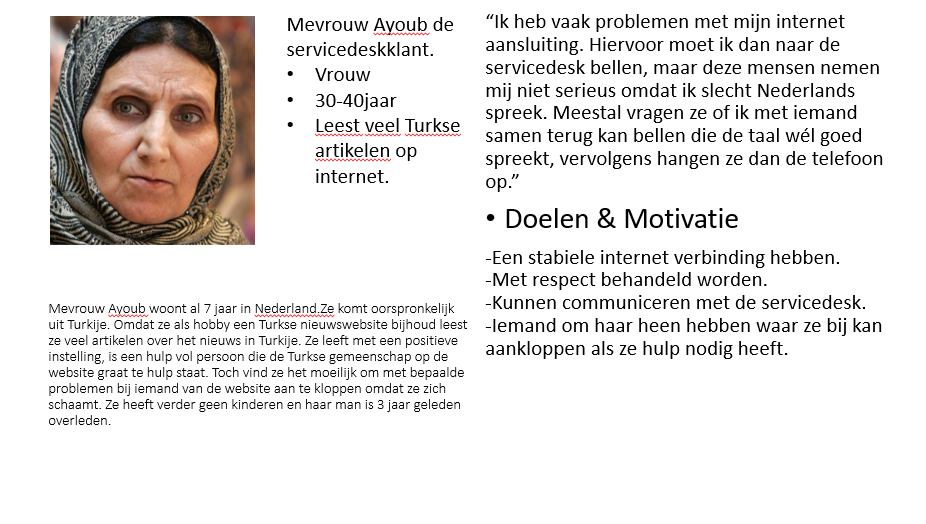 Mevrouw Ayoub de
servicedeskklant.
• Vrouw
• 30-40jaar
• Leest veel Turkse
artikelen op
internet.
“Ik heb vaak problemen met mijn internet
aansluiting. Hiervoor moet ik dan naar de
servicedesk bellen, maar deze mensen nemen
mij niet serieus omdat ik slecht Nederlands
spreek. Meestal vragen ze of ik met iemand
samen terug kan bellen die de taal wél goed
spreekt, vervolgens hangen ze dan de telefoon
op.”
• Doelen & Motivatie
-Een stabiele internet verbinding hebben.
-Met respect behandeld worden.
-Kunnen communiceren met de servicedesk.
-Iemand om haar heen hebben waar ze bij kan
aankloppen als ze hulp nodig heeft.
Mevrouw Ayoub woont al 7 jaar in Nederland.Ze komt oorspronkelijk
uit Turkije. Omdat ze als hobby een Turkse nieuwswebsite bijhoud leest
ze veel artikelen over het nieuws in Turkije. Ze leeft met een positieve
instelling, is een hulp vol persoon die de Turkse gemeenschap op de
website graat te hulp staat. Toch vind ze het moeilijk om met bepaalde
problemen bij iemand van de website aan te kloppen omdat ze zich
schaamt. Ze heeft verder geen kinderen en haar man is 3 jaar geleden
overleden.